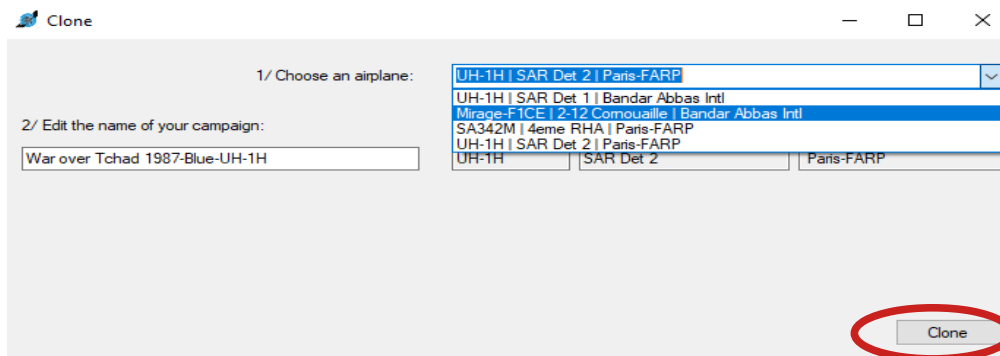 Clone
1/ Choose an airplane:
UH-1H | SAR Det 2 | Paris-FARP
UH-1H | SAR Det 1 | Bandar Abbas Intl
Mirage-F1CE | 2-12 Cornouaille | Bandar Abbas Intl
SA342M | 4eme RHA | Paris-FARP
UH-1H | SAR Det 2 | Paris-FARP
2/ Edit the name of your campaign:
War over Tchad 1987-Blue-UH-1H
UH-1H SAR Det 2 Paris-FARP
Clone